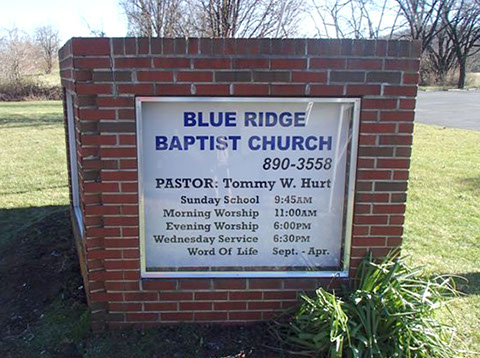 BLUE RIDGE
BAPTIST CHURCH
890-3558
PASTOR: Tommy W. Hurt
Sunday School 9:45AM
Morning Worship 11:00AM
Evening Worship 6:00PM
Wednesday Service 6:30PM
Word Of Life Sept. - Apr.